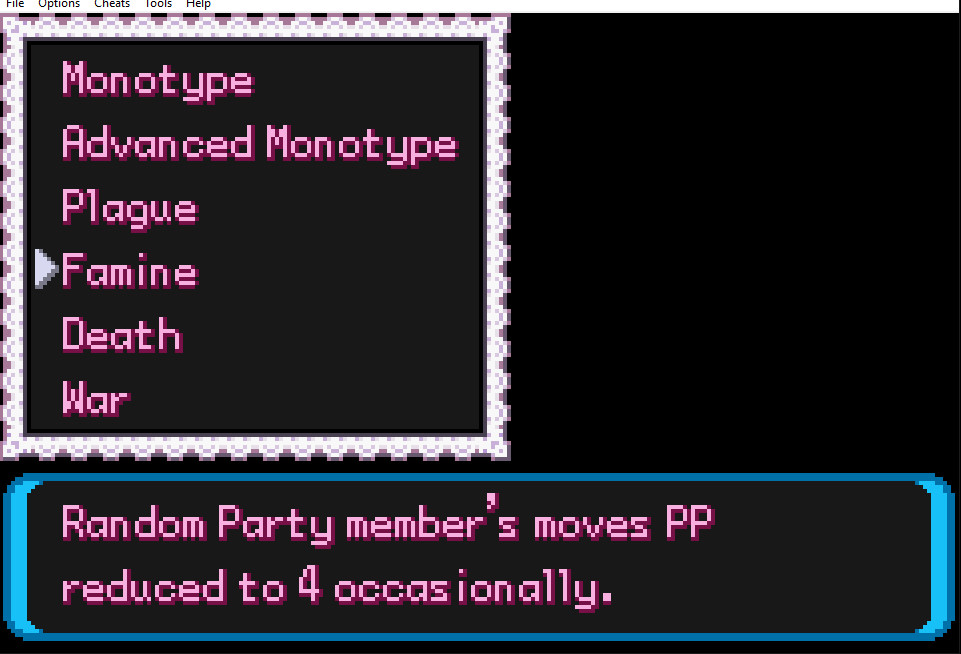 File Options Cheats Tools Help
Monotype
Advanced Monotype
Plague
Famine
Death
War
Random Party member's moves PP
reduced to 4 occasionally.